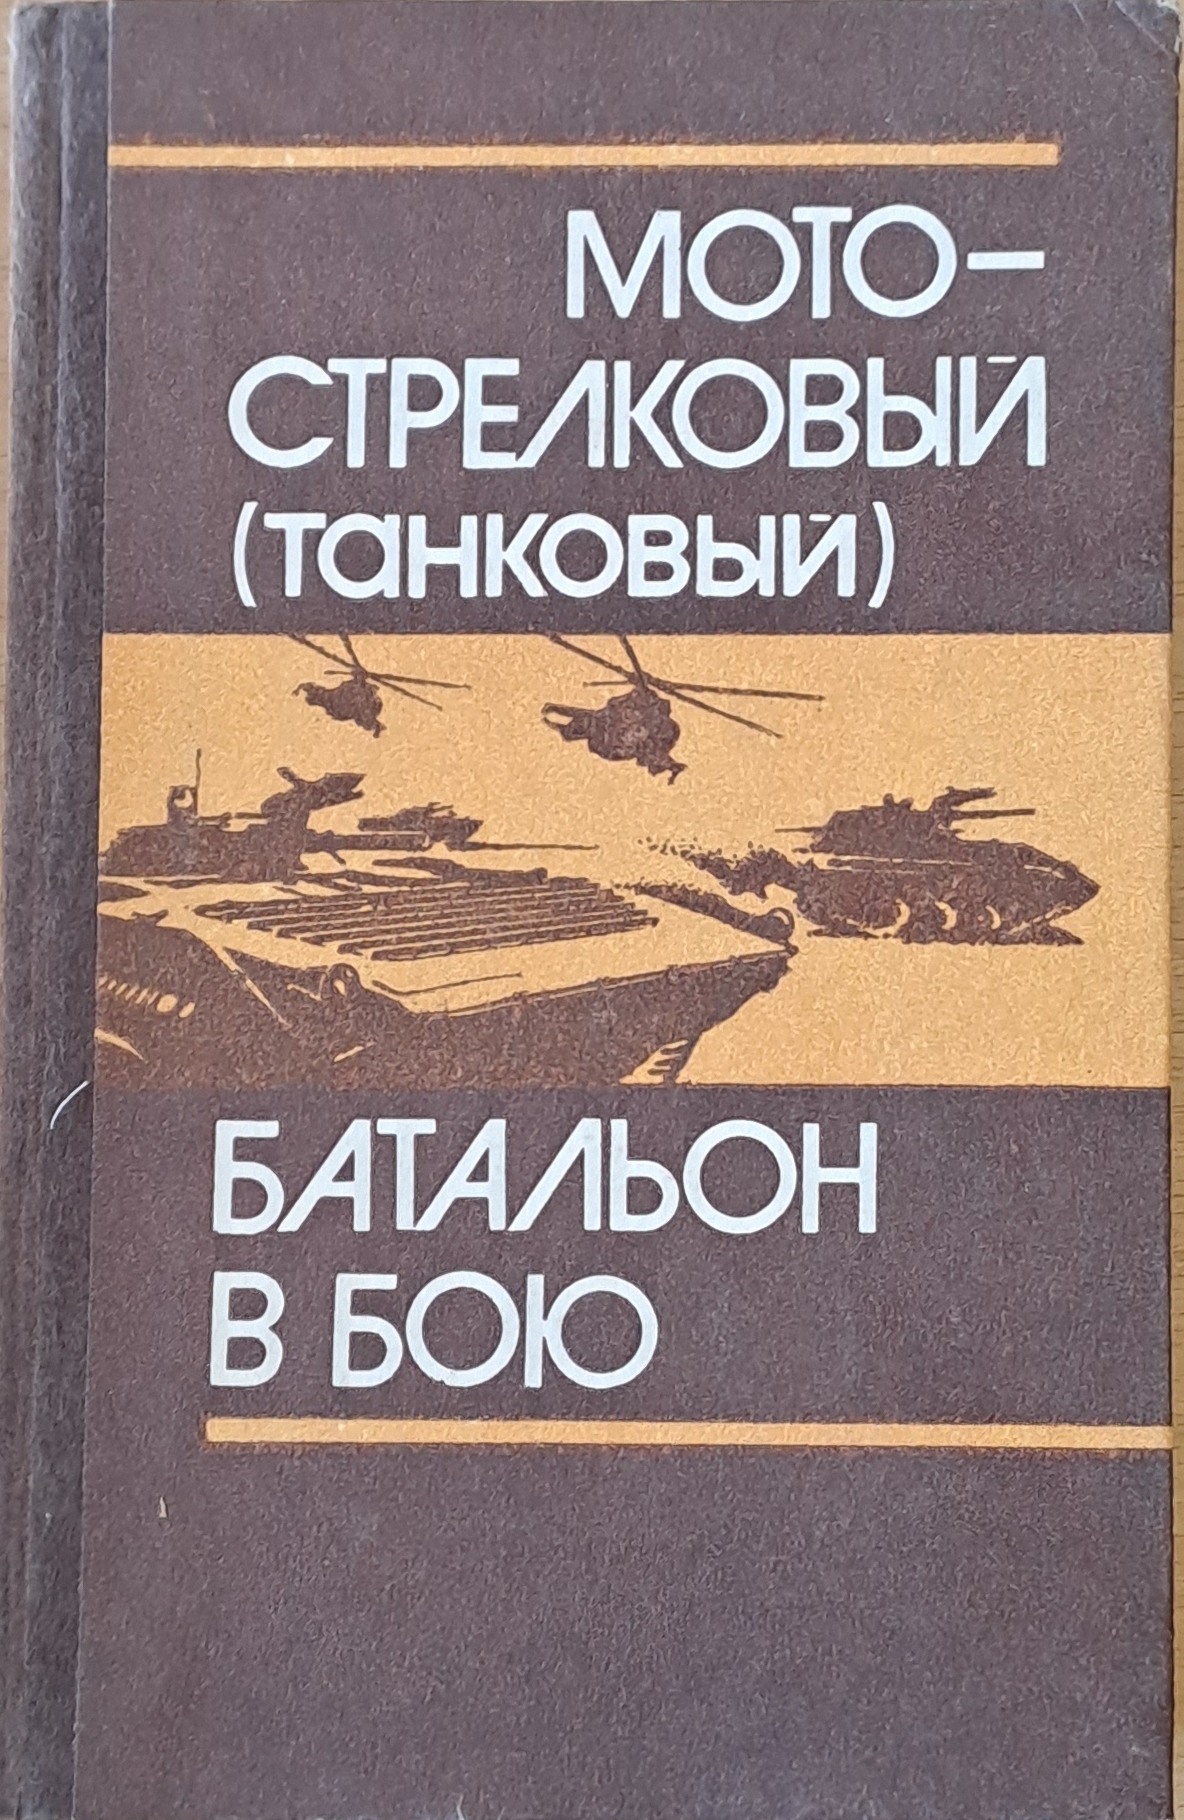 МОТО-
СТРЕЛКОВЫЙ
(ТАНКОВЫЙ)
БАТАЛЬОН
В БОЮ